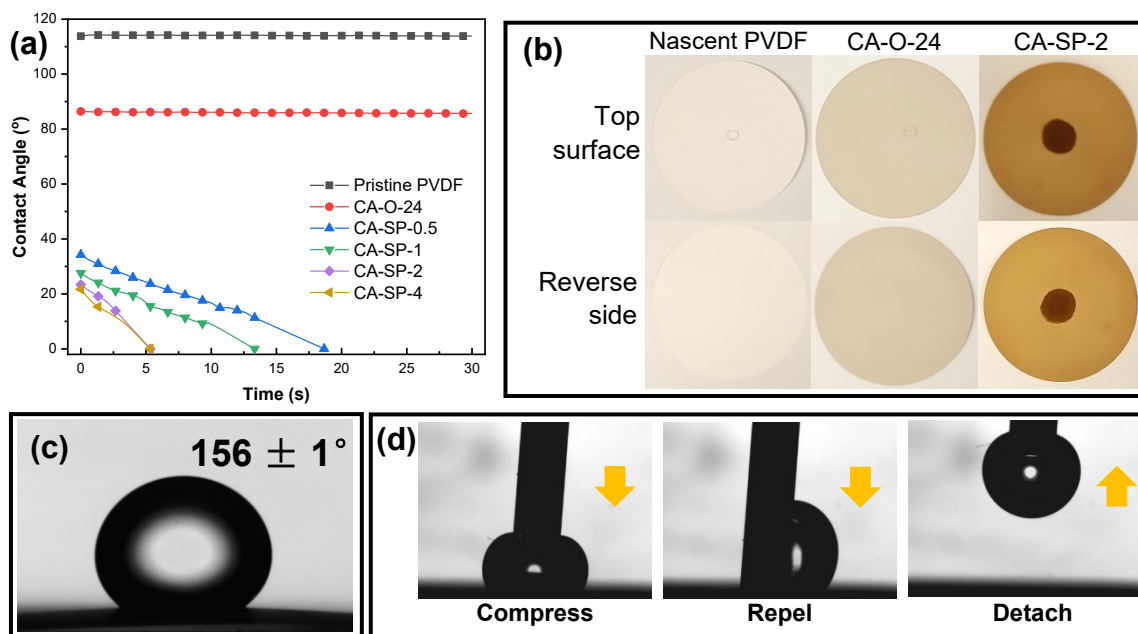 (a)
120
100
80
60
40
20
0
Contact Angle (º)
Pristine PVDF
CA-O-24
CA-SP-0.5
CA-SP-1
CA-SP-2
CA-SP-4
0 5 10 15 20 25 30
Time (s)
(b)
Nascent PVDF CA-O-24 CA-SP-2
Top
surface
Reverse
side
(c)
156 ± 1°
(d)
Compress Repel Detach